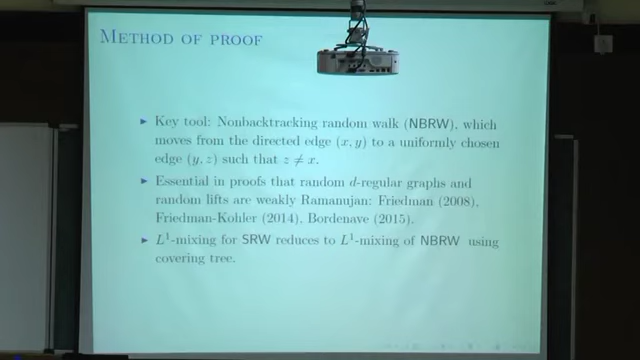 METHOD OF PROOF
▶ Key tool: Nonbacktracking random walk (NBRW), which
moves from the directed edge (x, y) to a uniformly chosen
edge (y, z) such that z ≠ x.
▶ Essential in proofs that random d-regular graphs and
random lifts are weakly Ramanujan: Friedman (2008),
Friedman-Kohler (2014), Bordenave (2015).
▶ L¹-mixing for SRW reduces to L¹-mixing of NBRW using
covering tree.